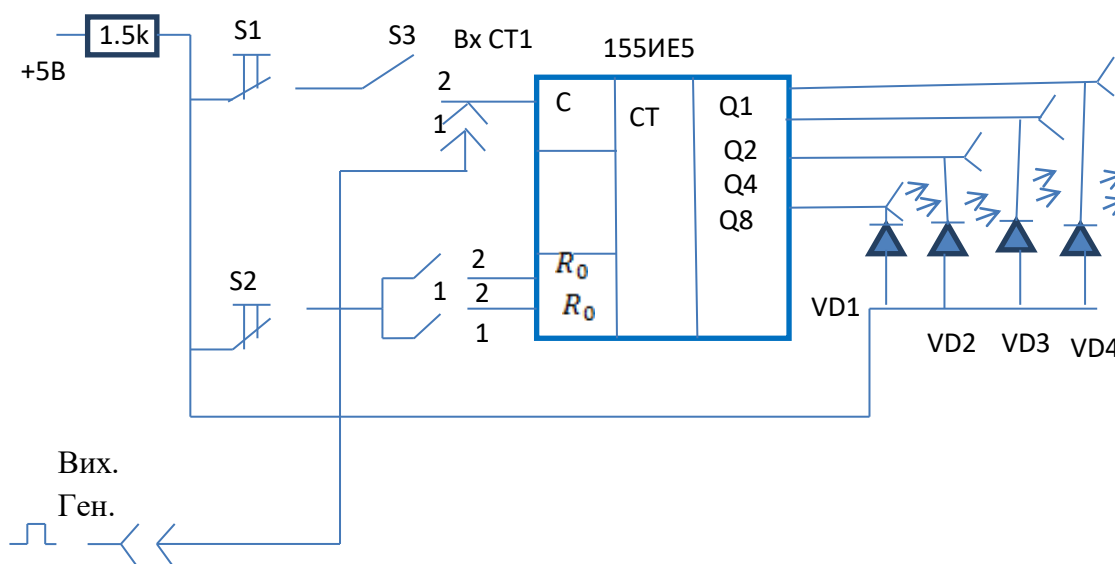 1.5k
+5В
S1
S3
Вх СТ1
155ИЕ5
2
1
C
СТ
Q1
Q2
Q4
Q8
S2
1
2
2
1
R₀
R₀
VD1
VD2
VD3
VD4
Вих.
Ген.